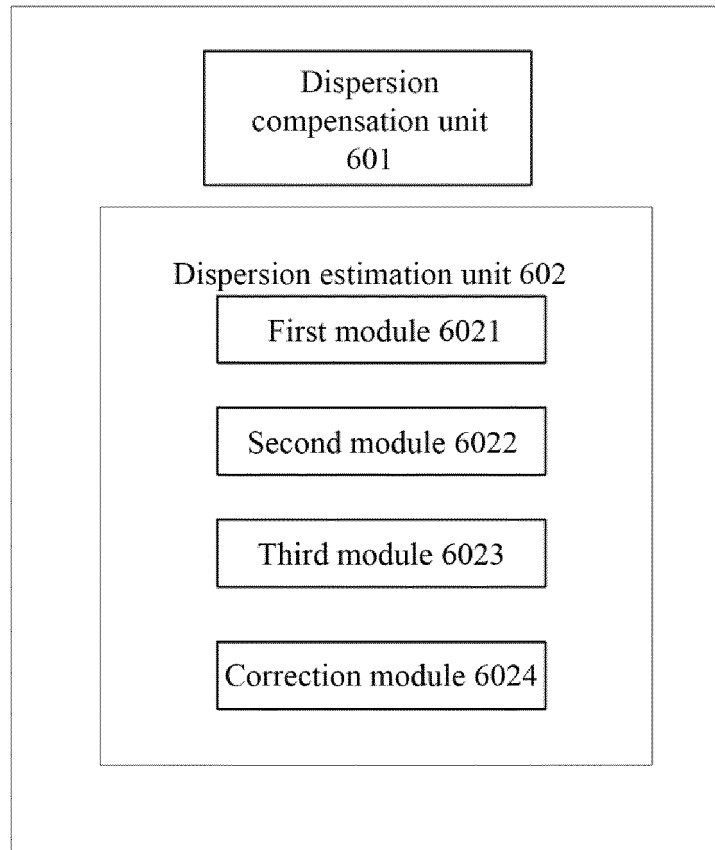 Dispersion
compensation unit
601
Dispersion estimation unit 602
First module 6021
Second module 6022
Third module 6023
Correction module 6024